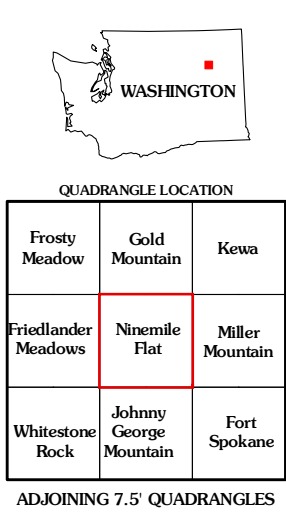 WASHINGTON
QUADRANGLE LOCATION
Frosty
Meadow
Gold
Mountain
Kewa
Friedlander
Meadows
Ninemile
Flat
Miller
Mountain
Whitestone
Rock
Johnny
George
Mountain
Fort
Spokane
ADJOINING 7.5' QUADRANGLES